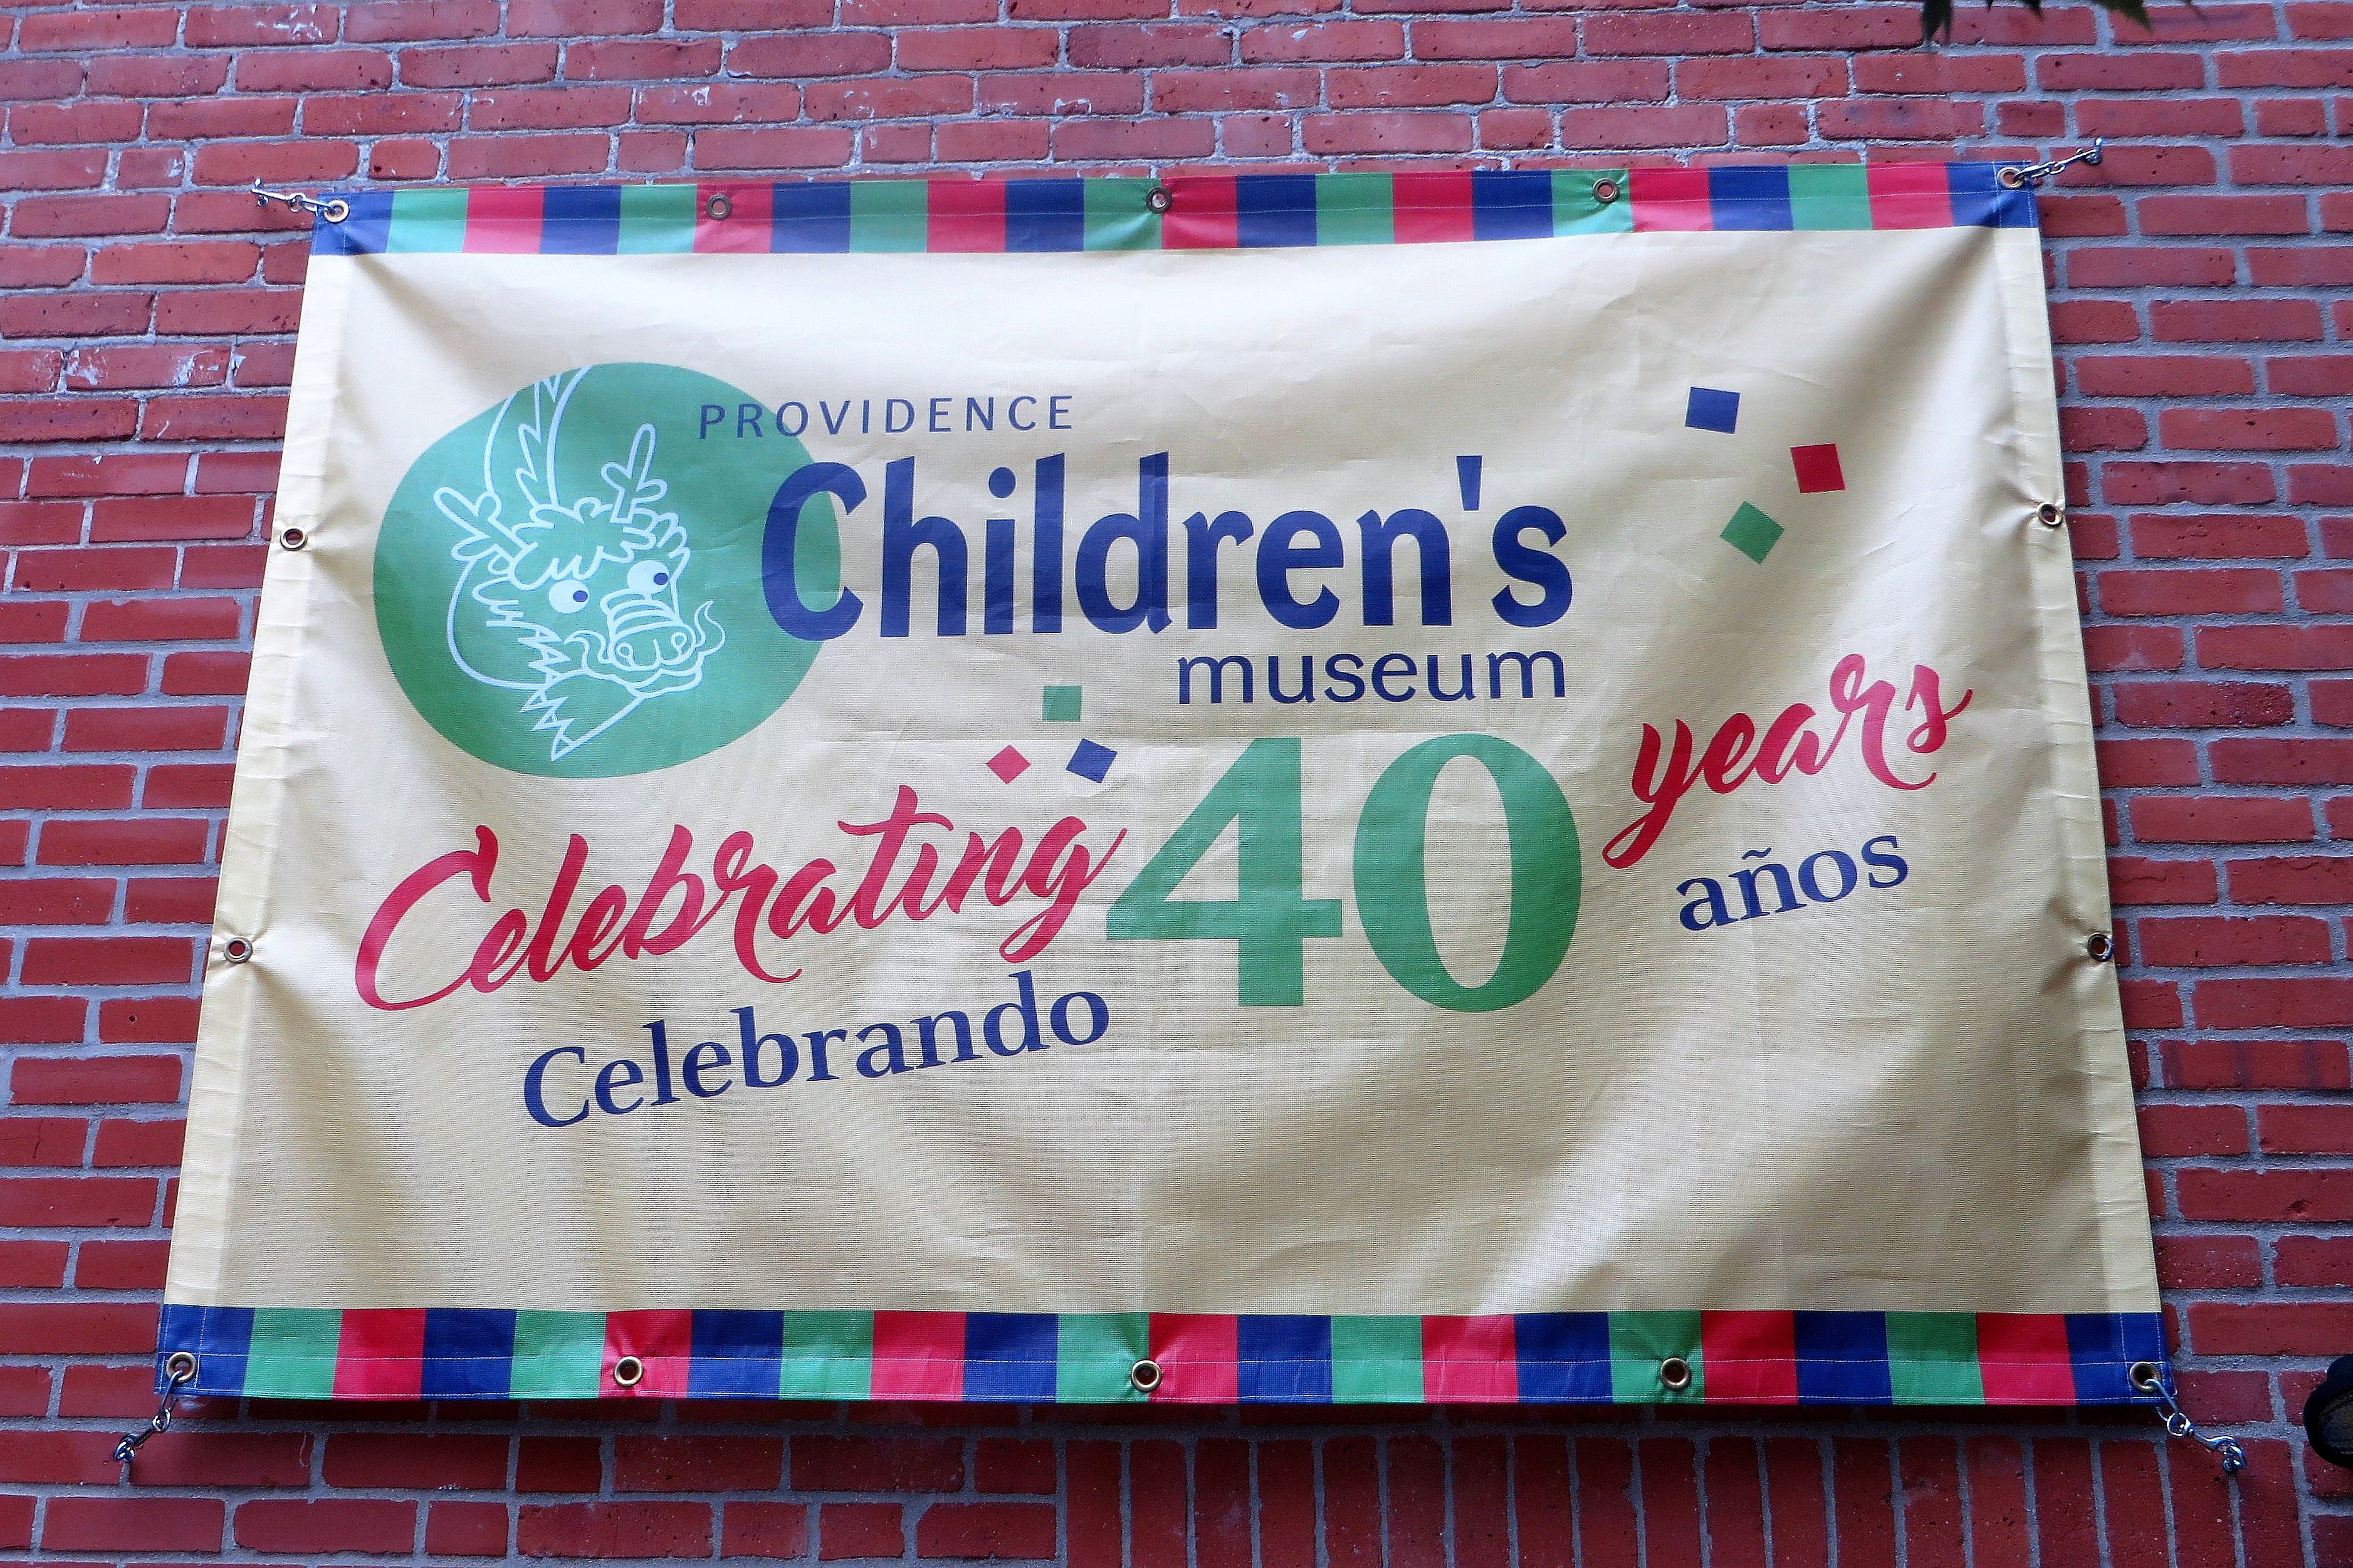 PROVIDENCE
Children's
museum
Celebrating 40 years
Celebrando años